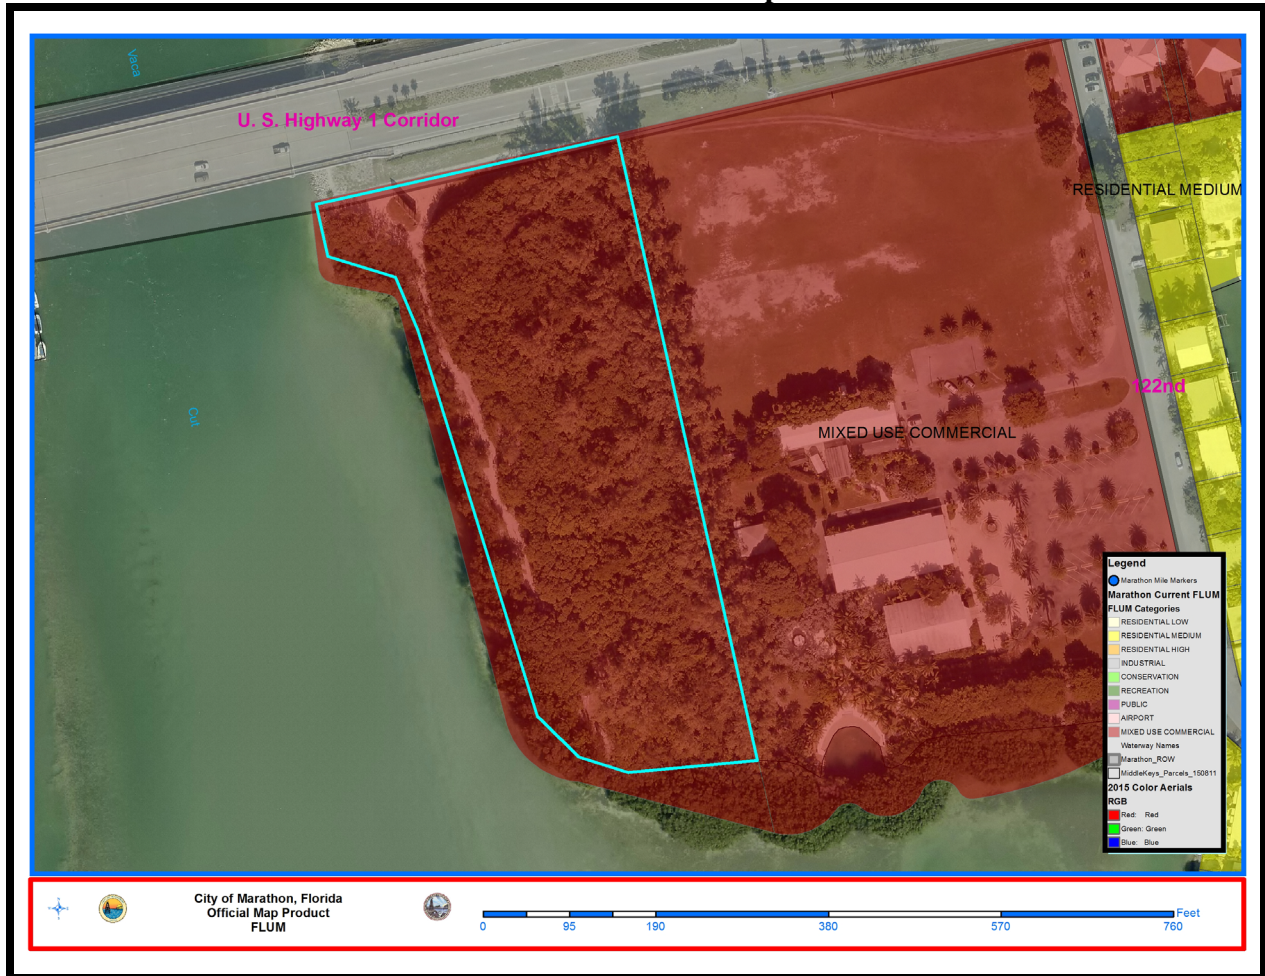 Vaca
U. S. Highway 1 Corridor
RESIDENTIAL MEDIUM
122nd
Cut
MIXED USE COMMERCIAL
Legend
Marathon Mile Markers
Marathon Current FLUM
FLUM Categories
RESIDENTIAL LOW
RESIDENTIAL MEDIUM
RESIDENTIAL HIGH
INDUSTRIAL
CONSERVATION
RECREATION
PUBLIC
AIRPORT
MIXED USE COMMERCIAL
Waterway Names
Marathon_ROW
MiddleKeys_Parcels_150811
2015 Color Aerials
RGB
Red: Red
Green: Green
Blue: Blue
City of Marathon, Florida
Official Map Product
FLUM
Feet
0 95 190 380 570 760